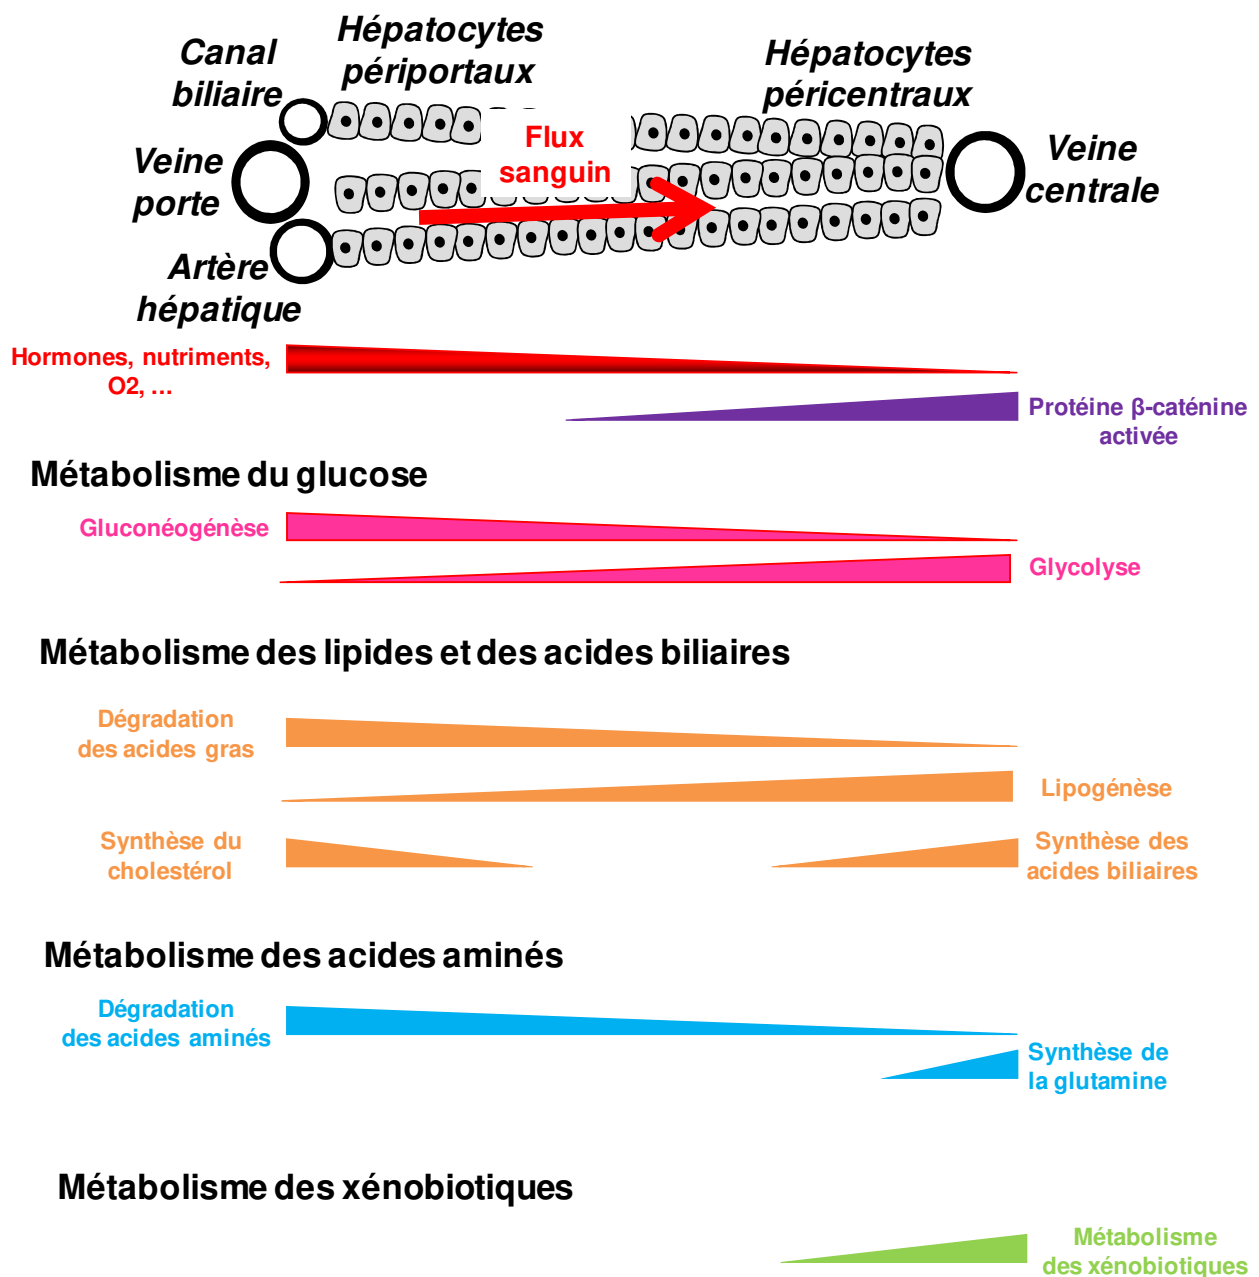 Hépatocytes
périportaux
Canal
biliaire
Hépatocytes
péricentraux
Flux
sanguin
Veine
porte
Veine
centrale
Artère
hépatique
Hormones, nutriments,
O2, ...
Protéine β-caténine
activée
Métabolisme du glucose
Gluconéogénèse
Glycolyse
Métabolisme des lipides et des acides biliaires
Dégradation
des acides gras
Lipogénèse
Synthèse du
cholestérol
Synthèse des
acides biliaires
Métabolisme des acides aminés
Dégradation
des acides aminés
Synthèse de
la glutamine
Métabolisme des xénobiotiques
Métabolisme
des xénobiotiques